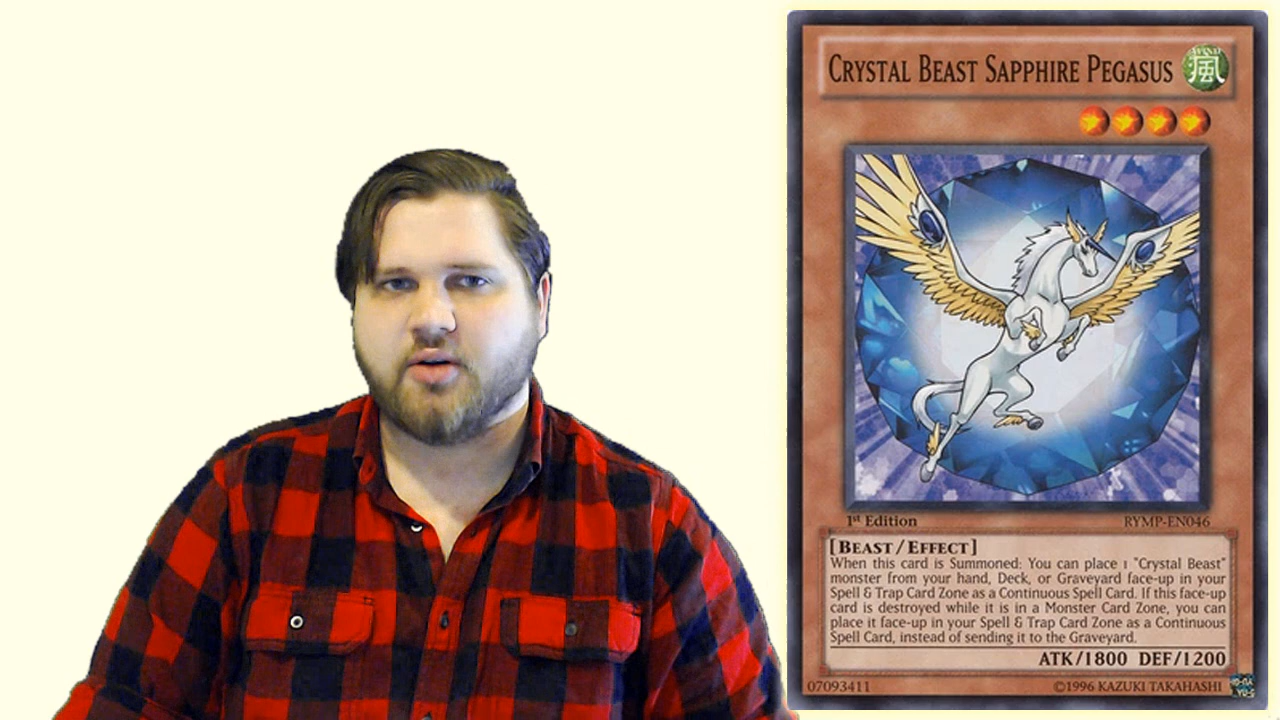 CRYSTAL BEAST SAPPHIRE PEGASUS
WIND
風
1st Edition
RYMP-EN046
[BEAST/EFFECT]
When this card is Summoned: You can place 1 "Crystal Beast"
monster from your hand, Deck, or Graveyard face-up in your
Spell & Trap Card Zone as a Continuous Spell Card. If this face-up
card is destroyed while it is in a Monster Card Zone, you can
place it face-up in your Spell & Trap Card Zone as a Continuous
Spell Card, instead of sending it to the Graveyard.
ATK/1800 DEF/1200
07093411
©1996 KAZUKI TAKAHASHI